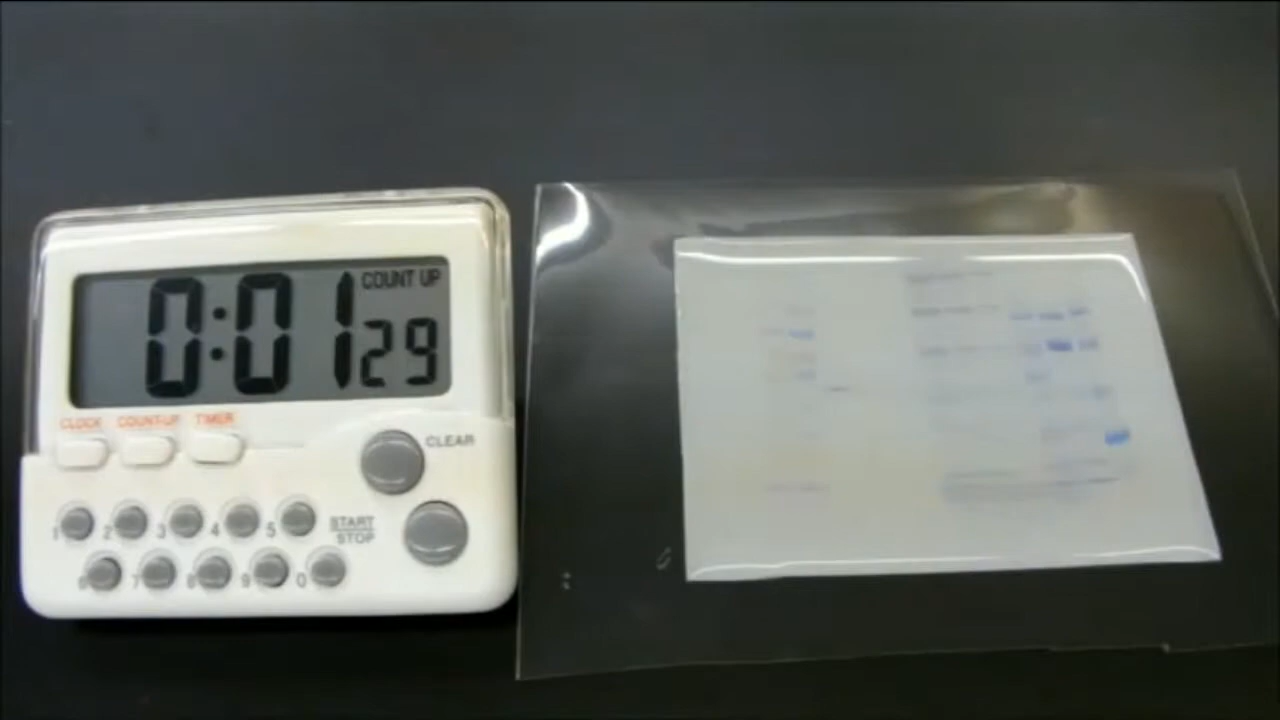 COUNT UP
0:01 29
CLOCK COUNT-UP TIMER
CLEAR
1 2 3 4 5
START
STOP
6 7 8 9 0